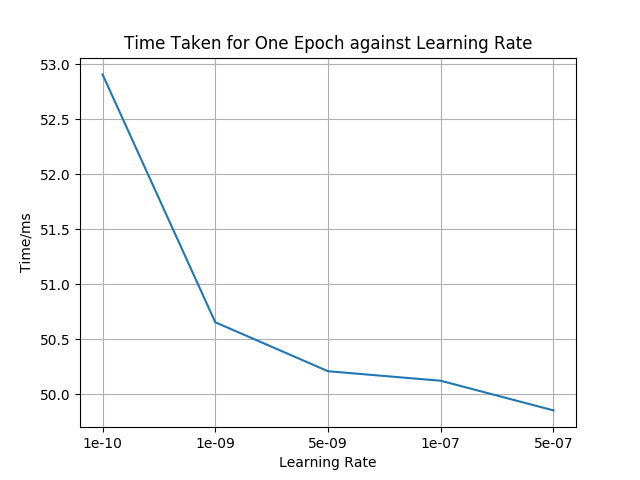 Time Taken for One Epoch against Learning Rate
53.0
52.5
52.0
51.5
51.0
50.5
50.0
Time/ms
1e-10 1e-09 5e-09 1e-07 5e-07
Learning Rate